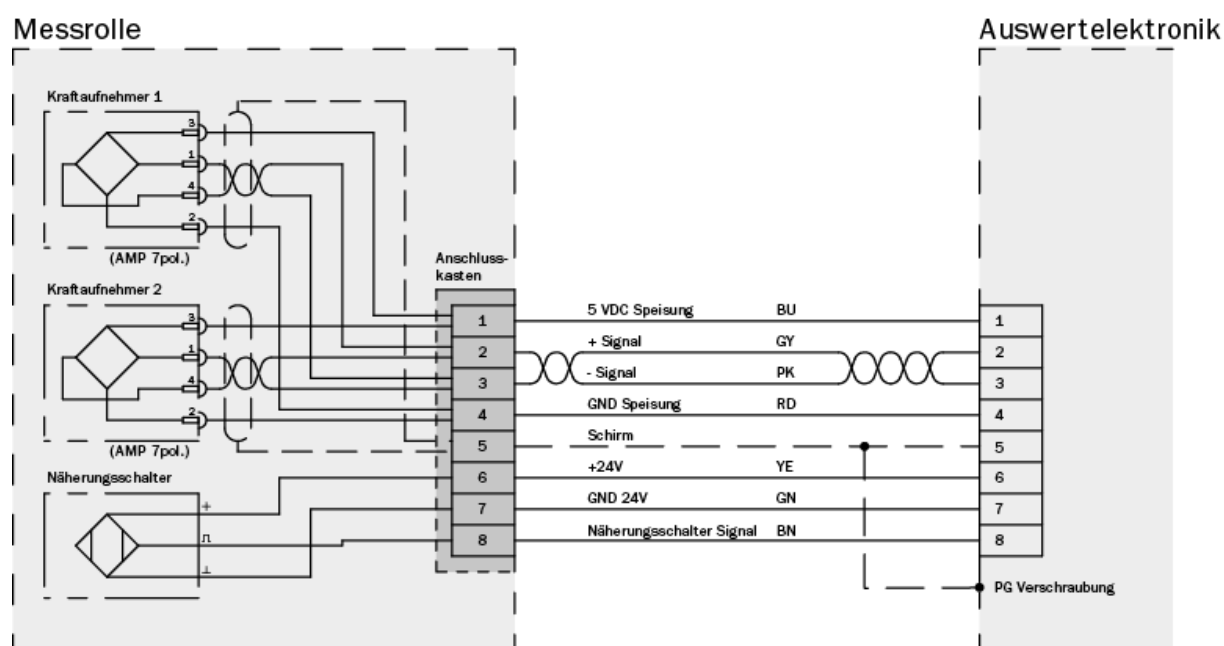 Messrolle
Auswertelektronik
Kraftaufnehmer 1
3
1
4
2
(AMP 7pol.)
Kraftaufnehmer 2
3
1
4
2
(AMP 7pol.)
Näherungsschalter
+
⊥
Anschluss-
kasten
1
2
3
4
5
6
7
8
5 VDC Speisung BU
+ Signal GY
- Signal PK
GND Speisung RD
Schirm
+24V YE
GND 24V GN
Näherungsschalter Signal BN
1
2
3
4
5
6
7
8
PG Verschraubung